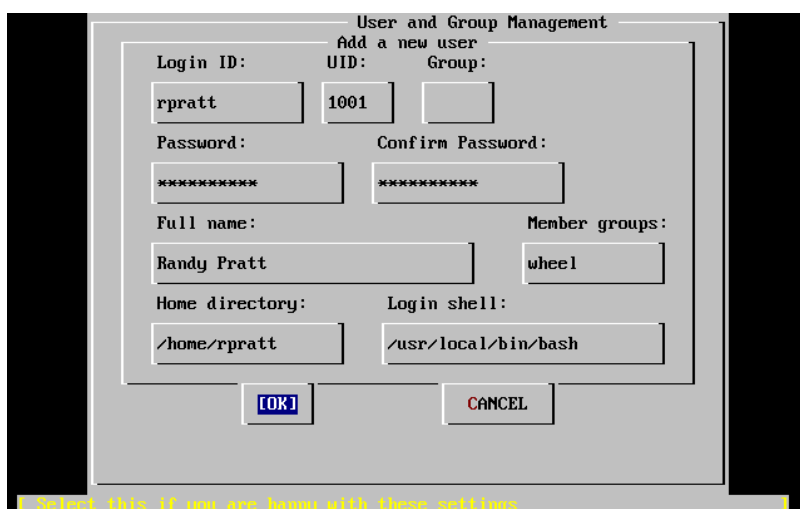 User and Group Management
Add a new user
Login ID: UID: Group:
rpratt 1001
Password: Confirm Password:
********** **********
Full name: Member groups:
Randy Pratt wheel
Home directory: Login shell:
/home/rpratt /usr/local/bin/bash
[OK] CANCEL
[ Select this if you are happy with these settings ]